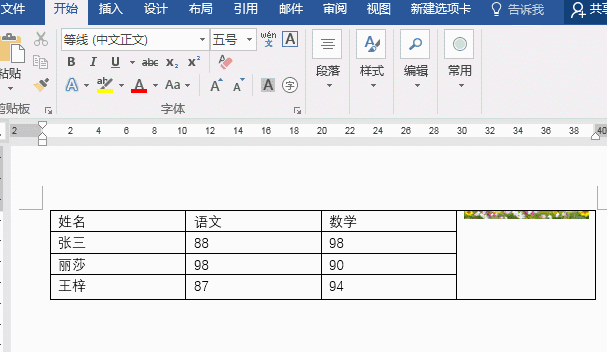 文件 开始 插入 设计 布局 引用 邮件 审阅 视图 新建选项卡 告诉我 共享
等线 (中文正文) 五号 wén 文 A
粘贴 B I U abc x₂ x² 段落 样式 编辑 常用
A ab A Aa A A A 字
剪贴板 字体
2 2 4 6 8 10 12 14 16 18 20 22 24 26 28 30 32 34 36 38 40
姓名 语文 数学
张三 88 98
丽莎 98 90
王梓 87 94